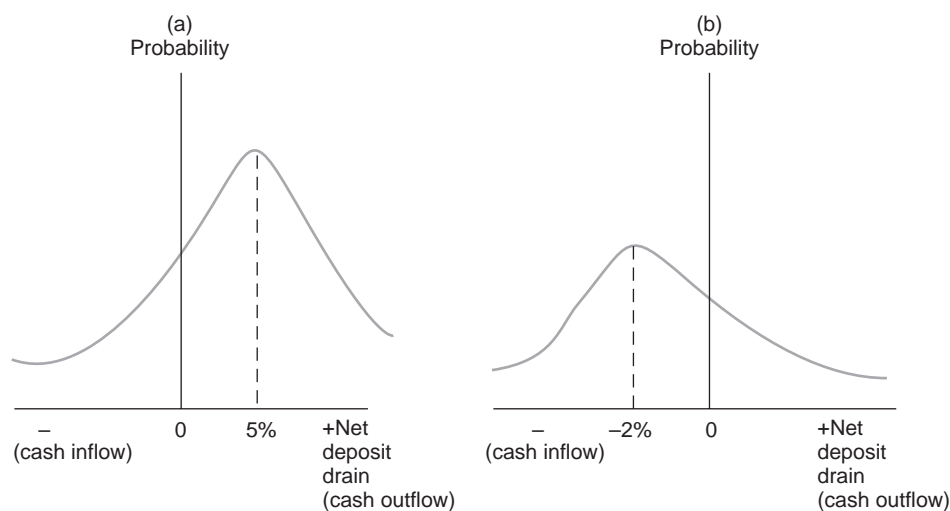 (a)
Probability
–
(cash inflow)
0
5%
+Net
deposit
drain
(cash outflow)
(b)
Probability
–
(cash inflow)
–2%
0
+Net
deposit
drain
(cash outflow)